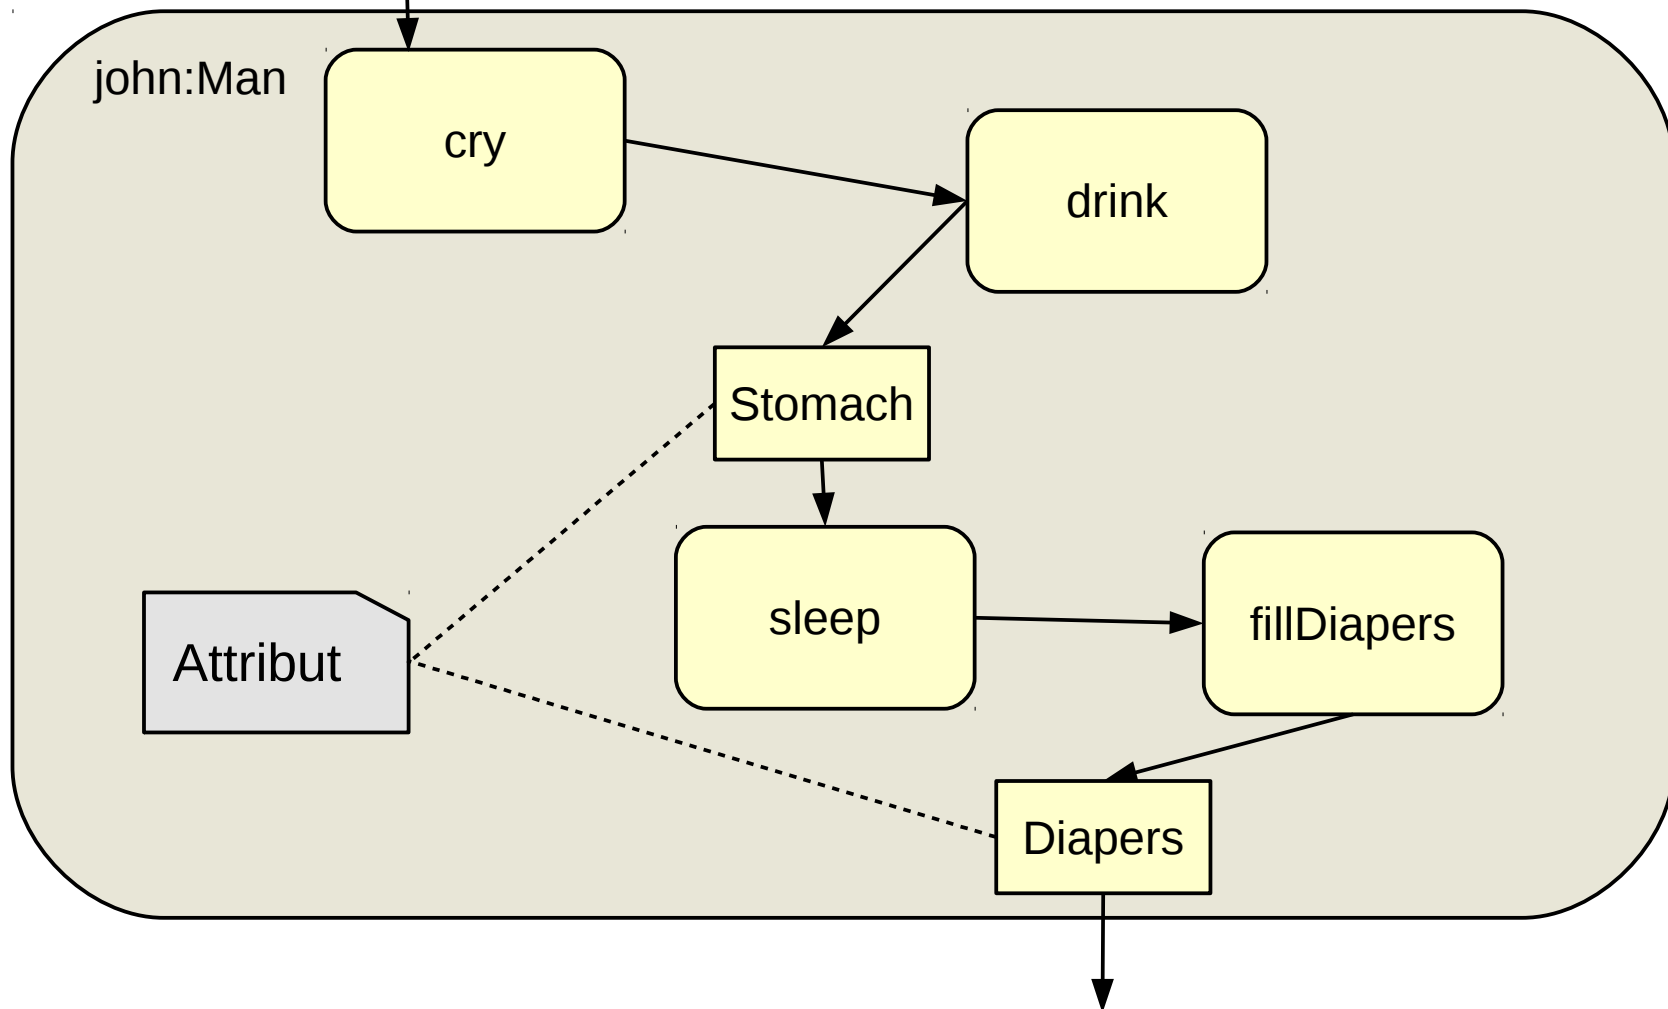 john:Man
cry
drink
Stomach
sleep
fillDiapers
Attribut
Diapers